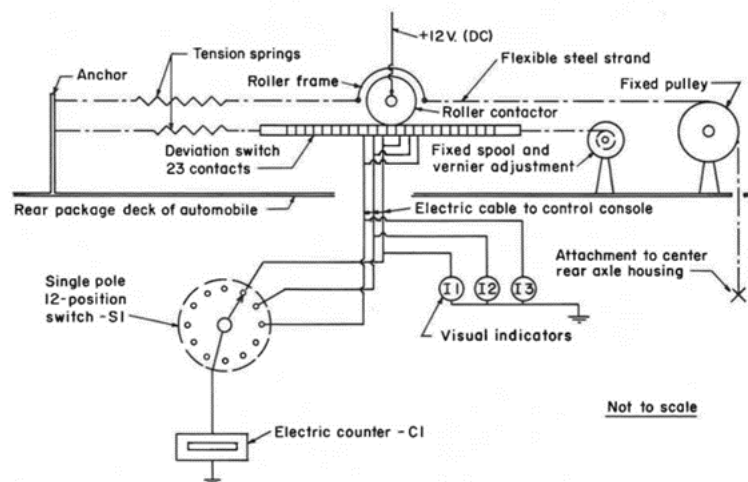 +12V. (DC)
Tension springs
Flexible steel strand
Anchor
Roller frame
Fixed pulley
Roller contactor
Deviation switch
23 contacts
Fixed spool and
vernier adjustment
Rear package deck of automobile
Electric cable to control console
Attachment to center
rear axle housing
Single pole
12-position
switch -S1
I1
I2
I3
Visual indicators
Not to scale
Electric counter -C1